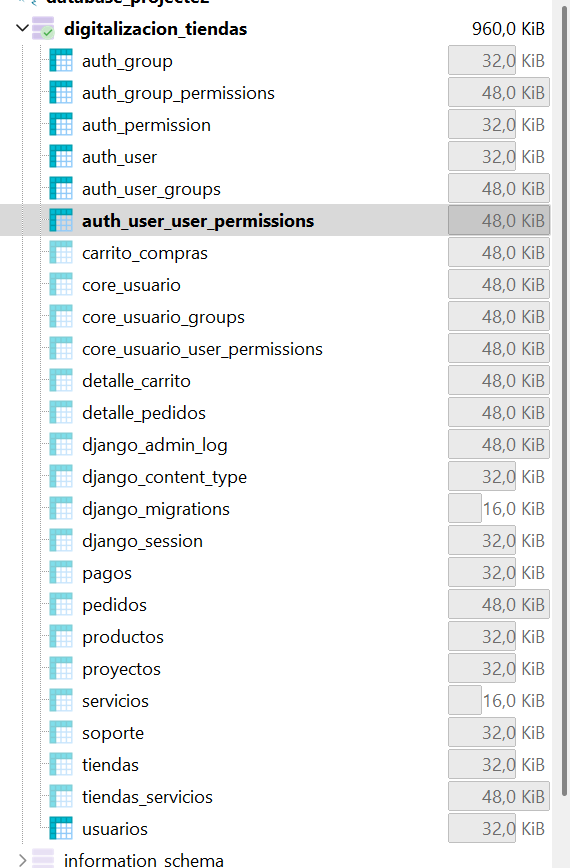 database_projecte2
digitalizacion_tiendas 960,0 KiB
auth_group 32,0 KiB
auth_group_permissions 48,0 KiB
auth_permission 32,0 KiB
auth_user 32,0 KiB
auth_user_groups 48,0 KiB
auth_user_user_permissions 48,0 KiB
carrito_compras 48,0 KiB
core_usuario 48,0 KiB
core_usuario_groups 48,0 KiB
core_usuario_user_permissions 48,0 KiB
detalle_carrito 48,0 KiB
detalle_pedidos 48,0 KiB
django_admin_log 48,0 KiB
django_content_type 32,0 KiB
django_migrations 16,0 KiB
django_session 32,0 KiB
pagos 32,0 KiB
pedidos 48,0 KiB
productos 32,0 KiB
proyectos 32,0 KiB
servicios 16,0 KiB
soporte 32,0 KiB
tiendas 32,0 KiB
tiendas_servicios 48,0 KiB
usuarios 32,0 KiB
information_schema